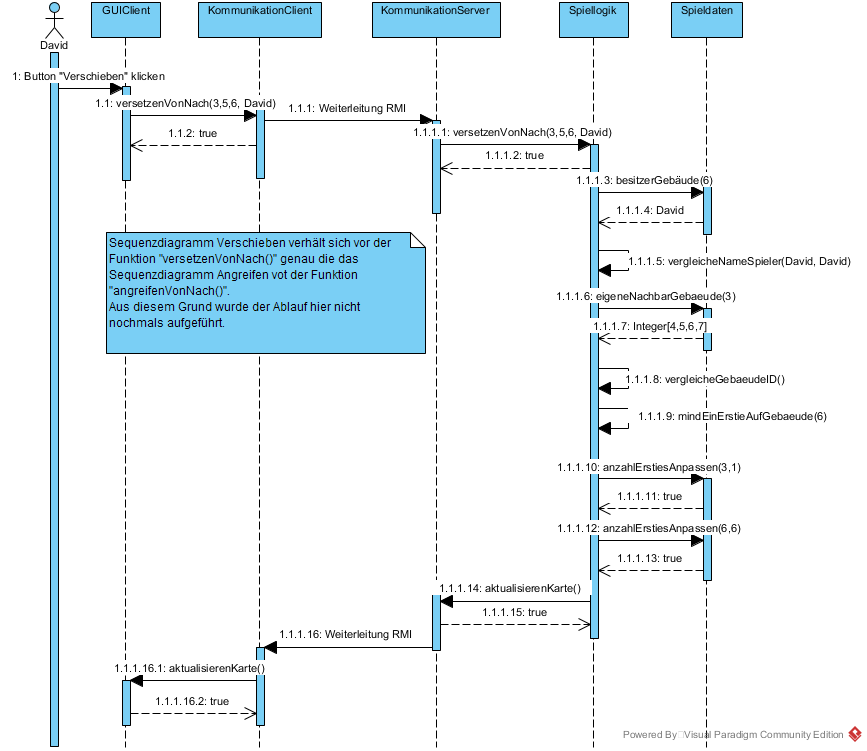 GUIClient
KommunikationClient
KommunikationServer
Spiellogik
Spieldaten
David
1: Button "Verschieben" klicken
1.1: versetzenVonNach(3,5,6, David)
1.1.1: Weiterleitung RMI
1.1.2: true
1.1.1.1: versetzenVonNach(3,5,6, David)
1.1.1.2: true
1.1.1.3: besitzerGebäude(6)
1.1.1.4: David
Sequenzdiagramm Verschieben verhält sich vor der
Funktion "versetzenVonNach()" genau die das
Sequenzdiagramm Angreifen vot der Funktion
"angreifenVonNach()".
Aus diesem Grund wurde der Ablauf hier nicht
nochmals aufgeführt.
1.1.1.5: vergleicheNameSpieler(David, David)
1.1.1.6: eigeneNachbarGebaeude(3)
1.1.1.7: Integer[4,5,6,7]
1.1.1.8: vergleicheGebaeudeID()
1.1.1.9: mindEinErstieAufGebaeude(6)
1.1.1.10: anzahlErstiesAnpassen(3,1)
1.1.1.11: true
1.1.1.12: anzahlErstiesAnpassen(6,6)
1.1.1.13: true
1.1.1.14: aktualisierenKarte()
1.1.1.15: true
1.1.1.16: Weiterleitung RMI
1.1.1.16.1: aktualisierenKarte()
1.1.1.16.2: true
Powered By Visual Paradigm Community Edition